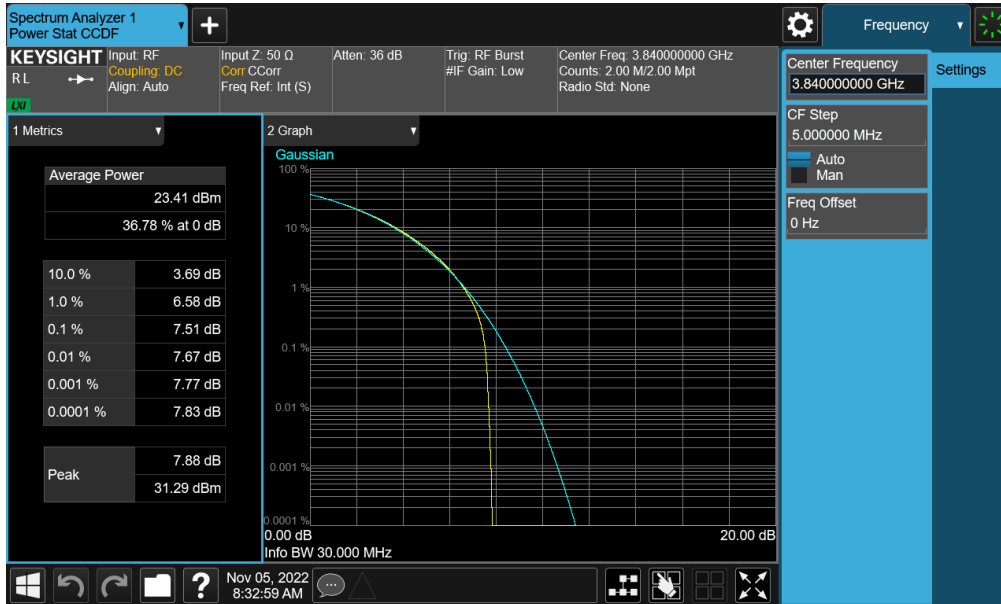 Spectrum Analyzer 1
Power Stat CCDF
+
Frequency
KEYSIGHT
R L
LXI
Input: RF
Coupling: DC
Align: Auto
Input Z: 50 Ω
Corr CCorr
Freq Ref: Int (S)
Atten: 36 dB
Trig: RF Burst
#IF Gain: Low
Center Freq: 3.840000000 GHz
Counts: 2.00 M/2.00 Mpt
Radio Std: None
Center Frequency
3.840000000 GHz
Settings
CF Step
5.000000 MHz
Auto
Man
Freq Offset
0 Hz
1 Metrics
Average Power
23.41 dBm
36.78 % at 0 dB
10.0 % 3.69 dB
1.0 % 6.58 dB
0.1 % 7.51 dB
0.01 % 7.67 dB
0.001 % 7.77 dB
0.0001 % 7.83 dB
Peak
7.88 dB
31.29 dBm
2 Graph
Gaussian
100 %
10 %
1 %
0.1 %
0.01 %
0.001 %
0.0001 %
0.00 dB 20.00 dB
Info BW 30.000 MHz
?
Nov 05, 2022
8:32:59 AM